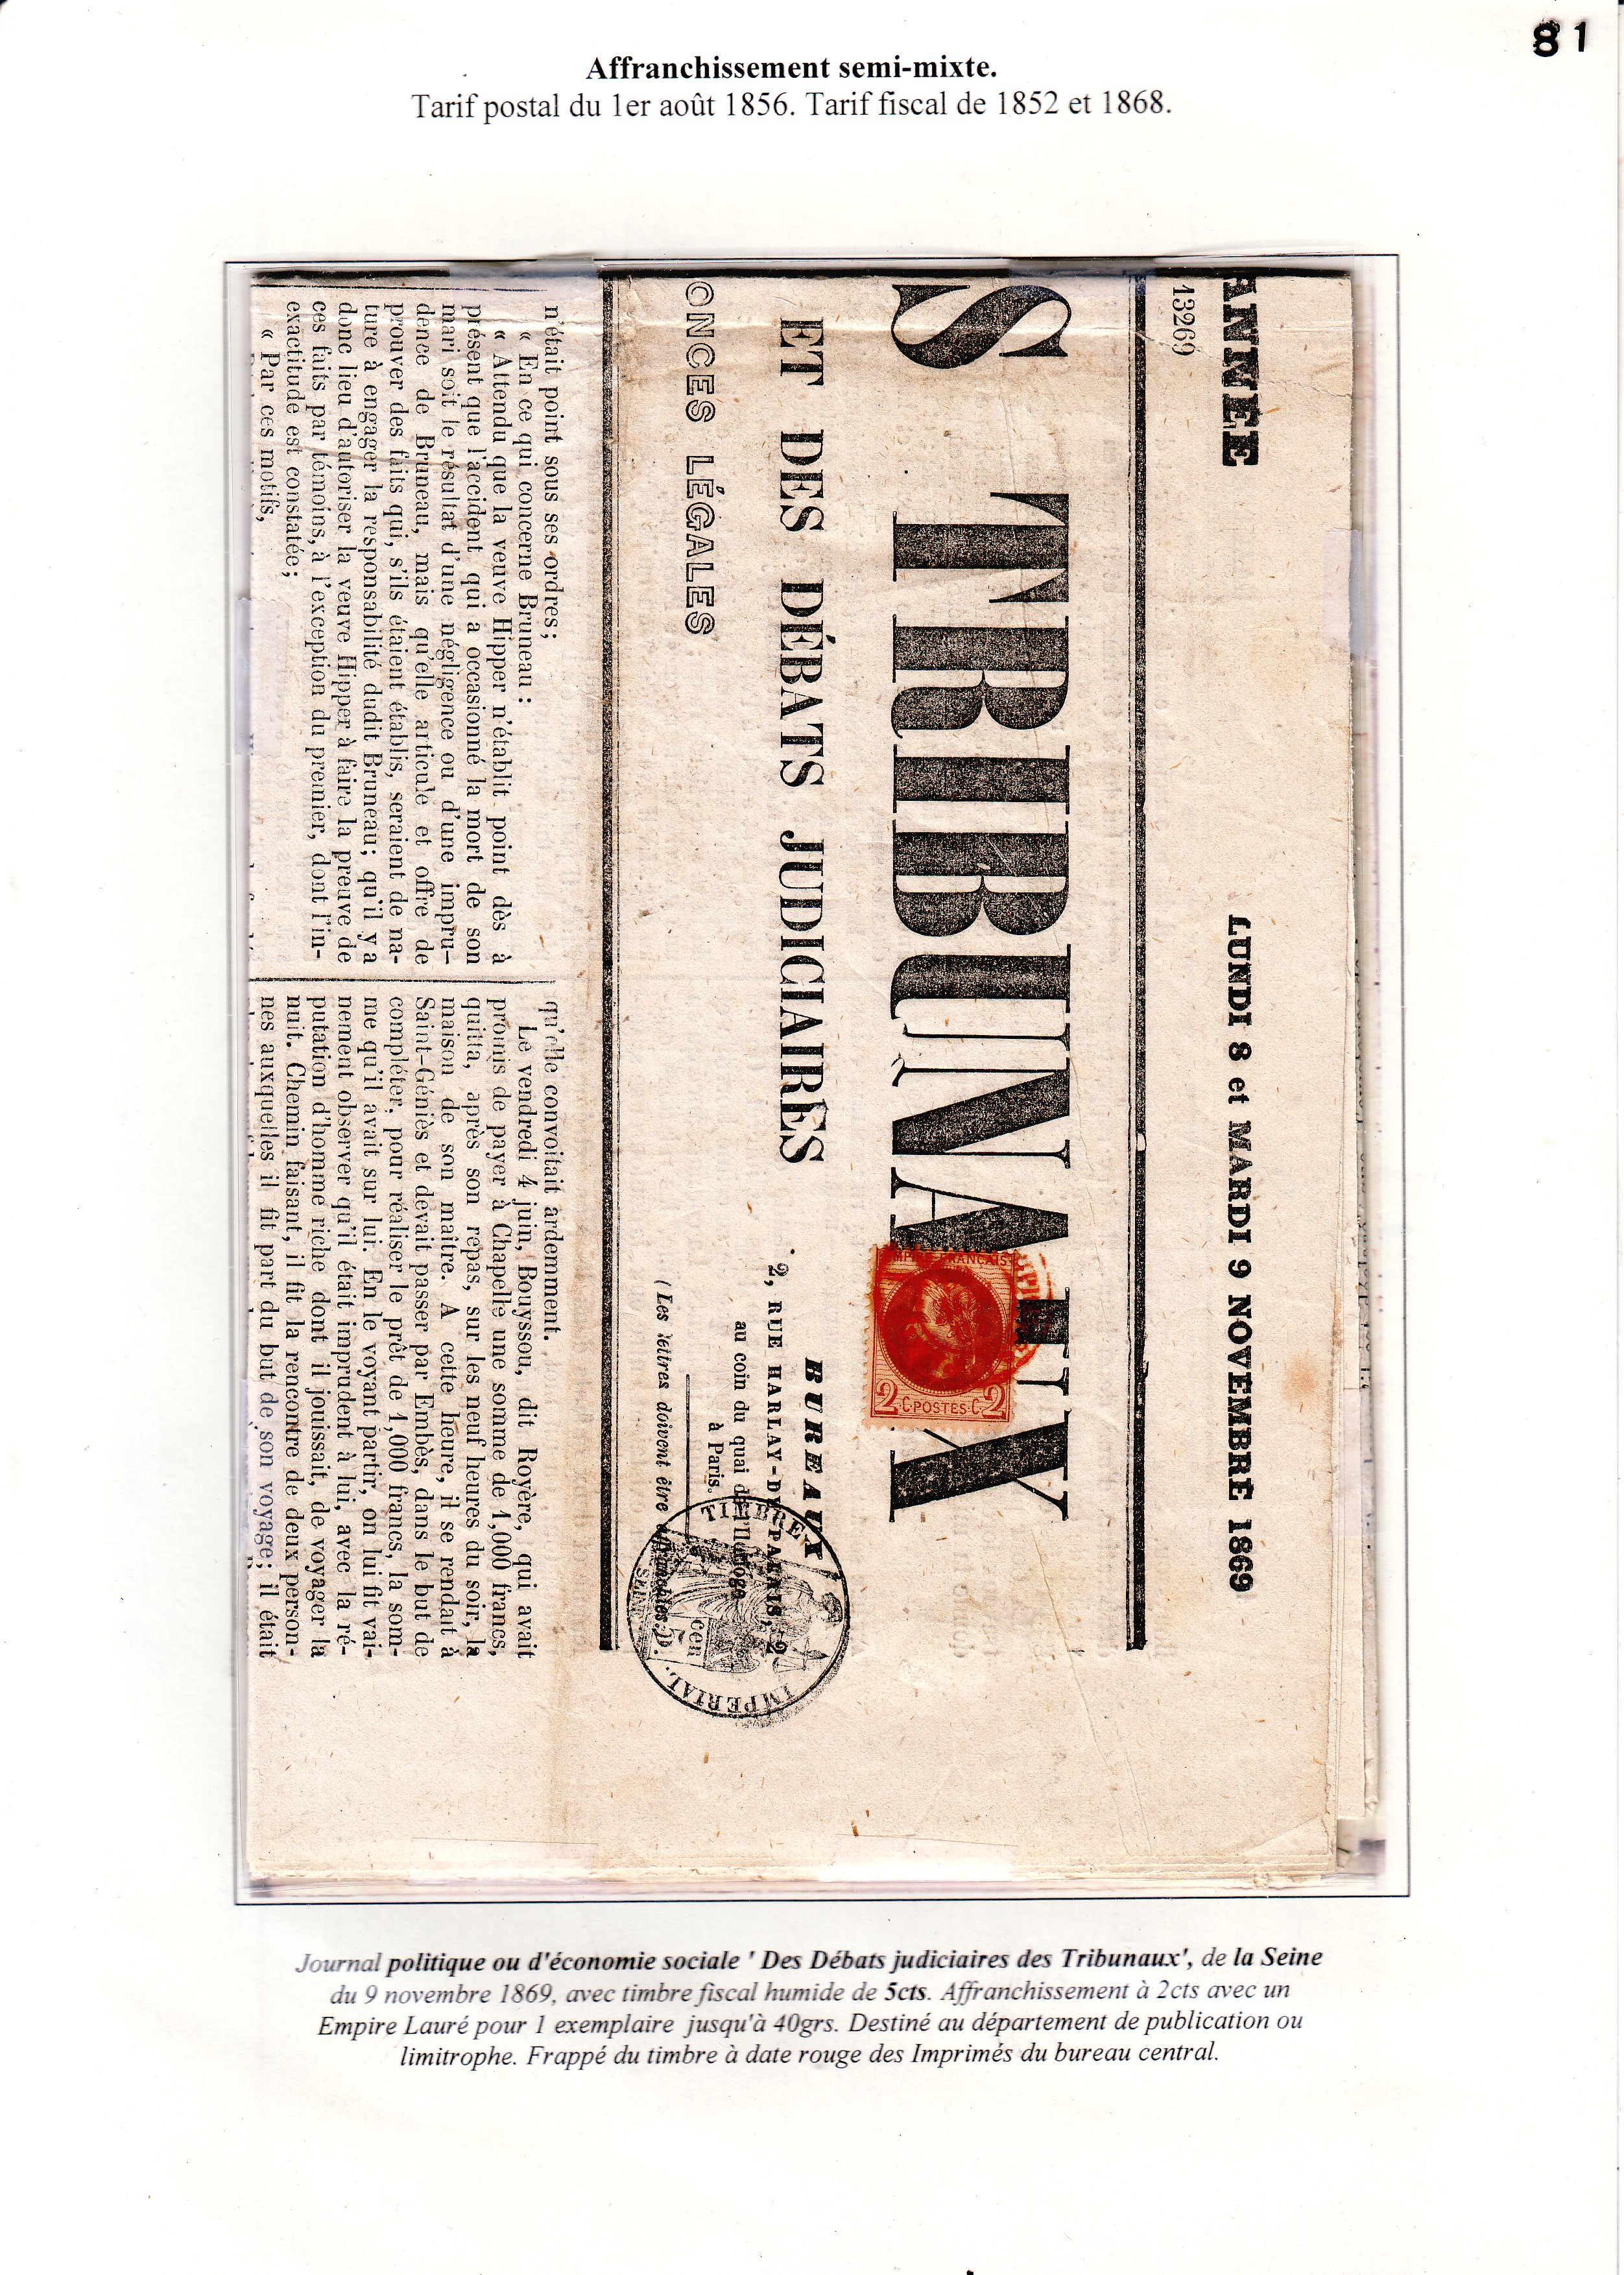 81
Affranchissement semi-mixte.
Tarif postal du 1er août 1856. Tarif fiscal de 1852 et 1868.
ANNÉE
LUNDI 8 et MARDI 9 NOVEMBRE 1869
13269
S TRIBUNAUX
EMPIRE FRANÇAIS
2 C. POSTES C. 2
ET DES DÉBATS JUDICIAIRES
ONCES LÉGALES
BUREAUX
2, RUE HARLAY-DU-PALAIS, 2
au coin du quai de l'Horloge
à Paris.
(Les lettres doivent être affranchies.)
TIMBRE
IMPERIAL.
SEINE
5
cen
n'était point sous ses ordres;
« En ce qui concerne Bruneau :
« Attendu que la veuve Hipper n'établit point dès à
présent que l'accident qui a occasionné la mort de son
mari soit le résultat d'une négligence ou d'une impru-
dence de Bruneau, mais qu'elle articule et offre de
prouver des faits qui, s'ils étaient établis, seraient de na-
ture à engager la responsabilité dudit Bruneau; qu'il y a
donc lieu d'autoriser la veuve Hipper à faire la preuve de
ces faits par témoins, à l'exception du premier, dont l'in-
exactitude est constatée;
« Par ces motifs,
qu'elle convoitait ardemment.
Le vendredi 4 juin, Bouyssou, dit Royère, qui avait
promis de payer à Chapelle une somme de 1,000 francs,
quitta, après son repas, sur les neuf heures du soir, la
maison de son maître. A cette heure, il se rendait à
Saint-Géniès et devait passer par Embès, dans le but de
compléter, pour réaliser le prêt de 1,000 francs, la som-
me qu'il avait sur lui. En le voyant partir, on lui fit vai-
nement observer qu'il était imprudent à lui, avec la ré-
putation d'homme riche dont il jouissait, de voyager la
nuit. Chemin faisant, il fit la rencontre de deux person-
nes auxquelles il fit part du but de son voyage; il était
Journal politique ou d'économie sociale ' Des Débats judiciaires des Tribunaux', de la Seine
du 9 novembre 1869, avec timbre fiscal humide de 5cts. Affranchissement à 2cts avec un
Empire Lauré pour 1 exemplaire jusqu'à 40grs. Destiné au département de publication ou
limitrophe. Frappé du timbre à date rouge des Imprimés du bureau central.